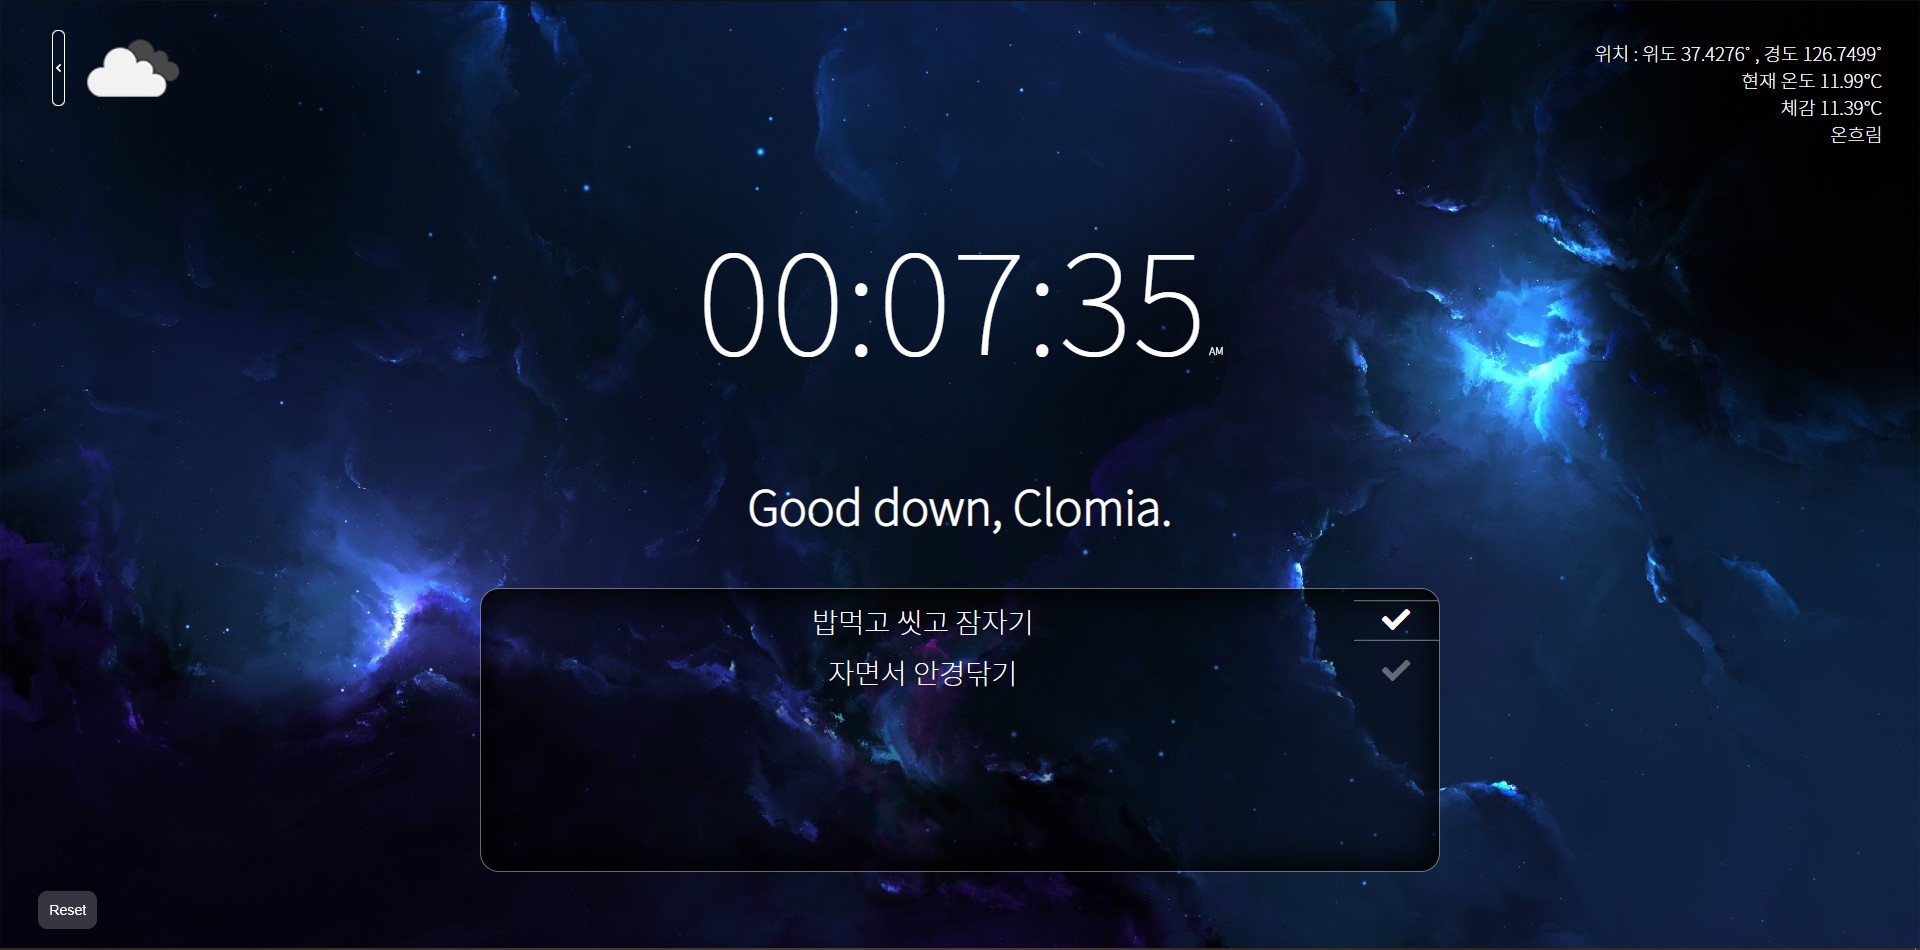 위치 : 위도 37.4276˚ , 경도 126.7499˚
현재 온도 11.99°C
체감 11.39°C
온흐림
00:07:35 AM
Good down, Clomia.
밥먹고 씻고 잠자기
자면서 안경닦기
Reset